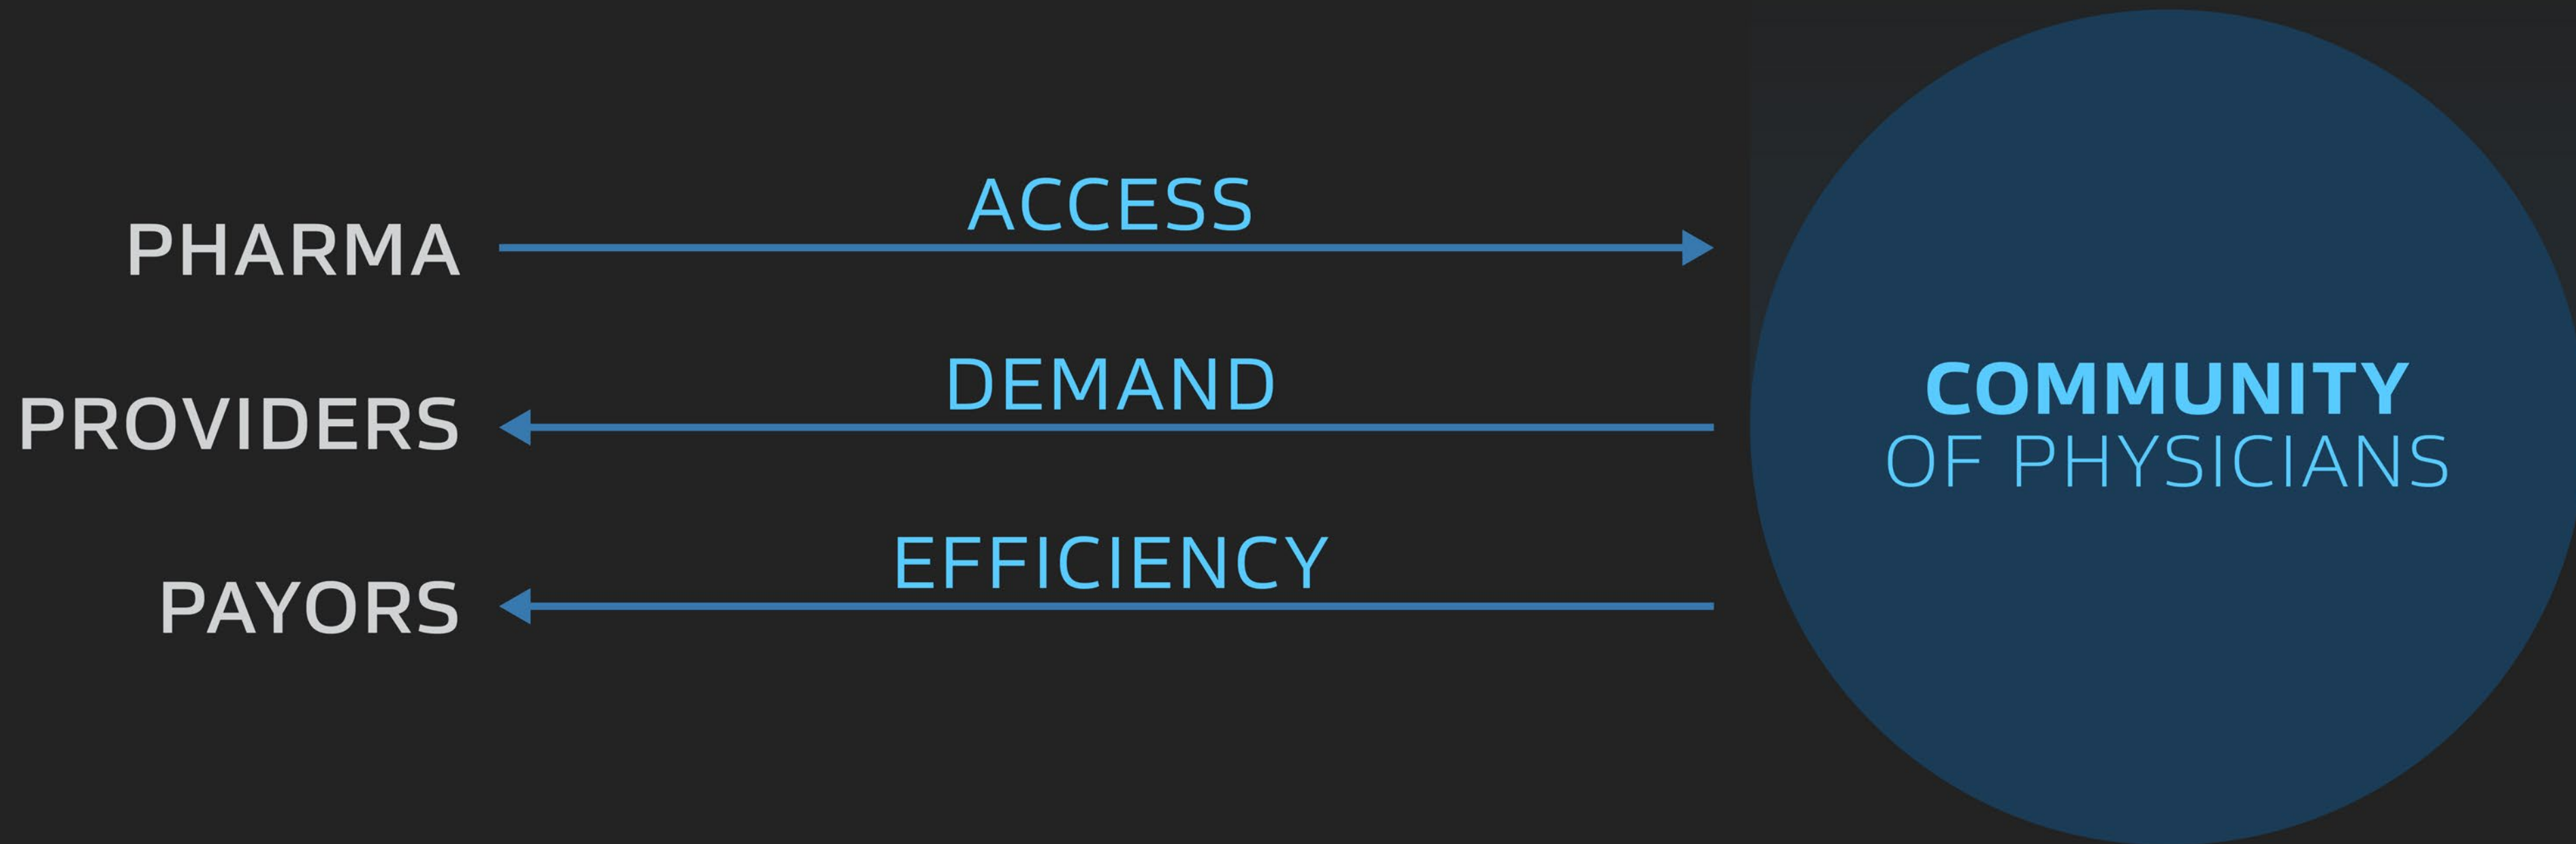 ACCESS
PHARMA
DEMAND
PROVIDERS
EFFICIENCY
PAYORS
COMMUNITY
OF PHYSICIANS